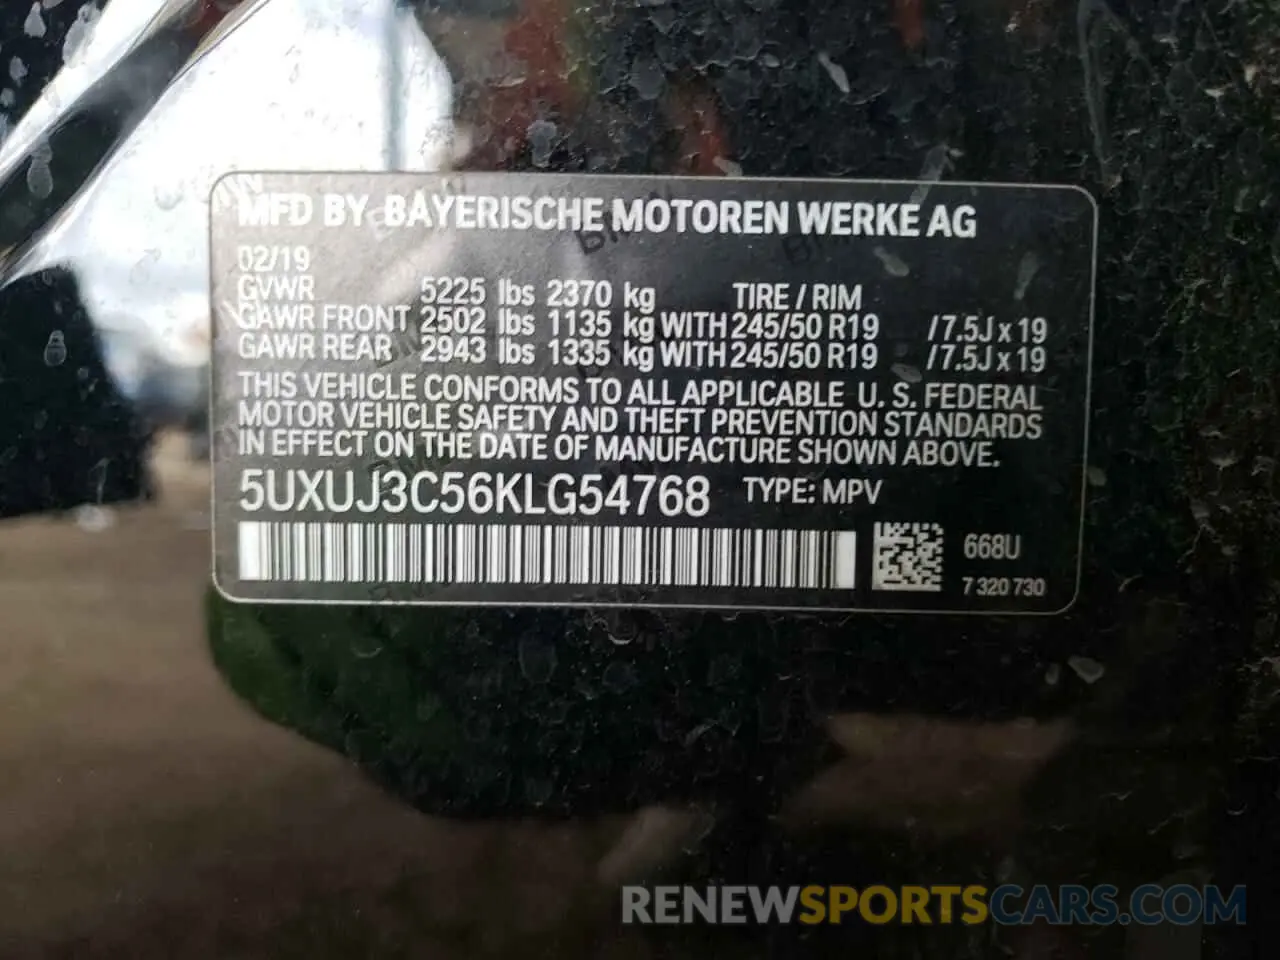 MFD BY BAYERISCHE MOTOREN WERKE AG
02/19
GVWR 5225 lbs 2370 kg TIRE / RIM
GAWR FRONT 2502 lbs 1135 kg WITH 245/50 R19 /7.5J x 19
GAWR REAR 2943 lbs 1335 kg WITH 245/50 R19 /7.5J x 19
THIS VEHICLE CONFORMS TO ALL APPLICABLE U. S. FEDERAL
MOTOR VEHICLE SAFETY AND THEFT PREVENTION STANDARDS
IN EFFECT ON THE DATE OF MANUFACTURE SHOWN ABOVE.
5UXUJ3C56KLG54768 TYPE: MPV
668U
7 320 730
RENEWSPORTSCARS.COM